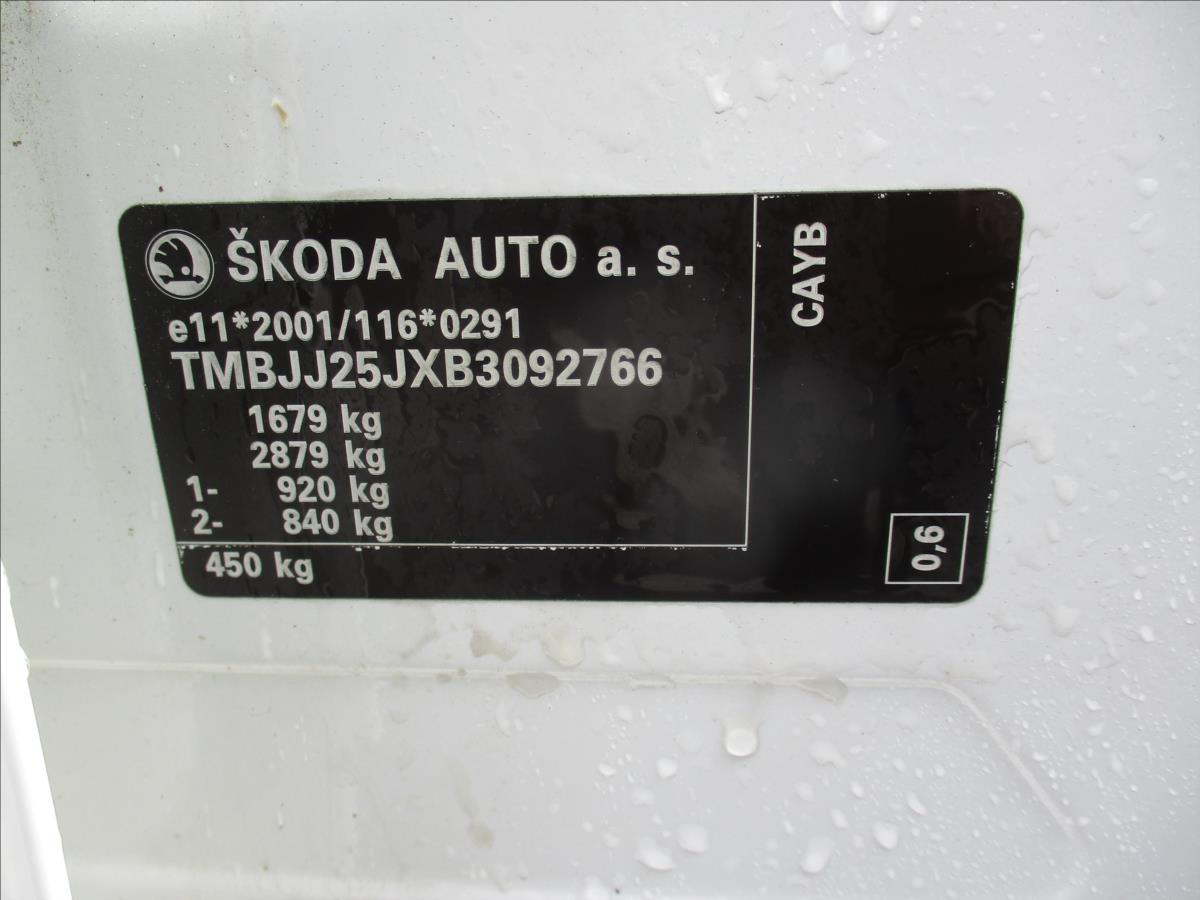 ŠKODA AUTO a. s.
e11*2001/116*0291
TMBJJ25JXB3092766
1679 kg
2879 kg
1- 920 kg
2- 840 kg
450 kg
CAYB
0,6